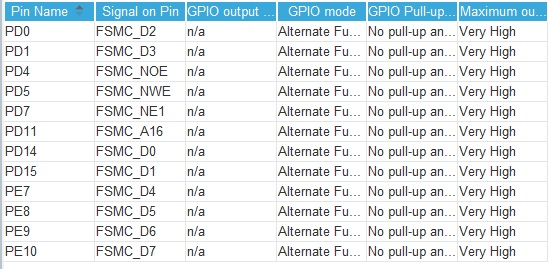 Pin Name Signal on Pin GPIO output ... GPIO mode GPIO Pull-up... Maximum ou...
PD0 FSMC_D2 n/a Alternate Fu... No pull-up an... Very High
PD1 FSMC_D3 n/a Alternate Fu... No pull-up an... Very High
PD4 FSMC_NOE n/a Alternate Fu... No pull-up an... Very High
PD5 FSMC_NWE n/a Alternate Fu... No pull-up an... Very High
PD7 FSMC_NE1 n/a Alternate Fu... No pull-up an... Very High
PD11 FSMC_A16 n/a Alternate Fu... No pull-up an... Very High
PD14 FSMC_D0 n/a Alternate Fu... No pull-up an... Very High
PD15 FSMC_D1 n/a Alternate Fu... No pull-up an... Very High
PE7 FSMC_D4 n/a Alternate Fu... No pull-up an... Very High
PE8 FSMC_D5 n/a Alternate Fu... No pull-up an... Very High
PE9 FSMC_D6 n/a Alternate Fu... No pull-up an... Very High
PE10 FSMC_D7 n/a Alternate Fu... No pull-up an... Very High